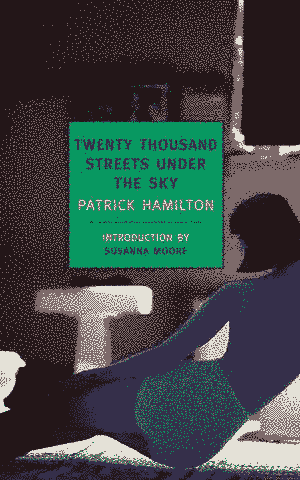 TWENTY THOUSAND
STREETS UNDER
THE SKY
PATRICK HAMILTON
INTRODUCTION BY
SUSANNA MOORE